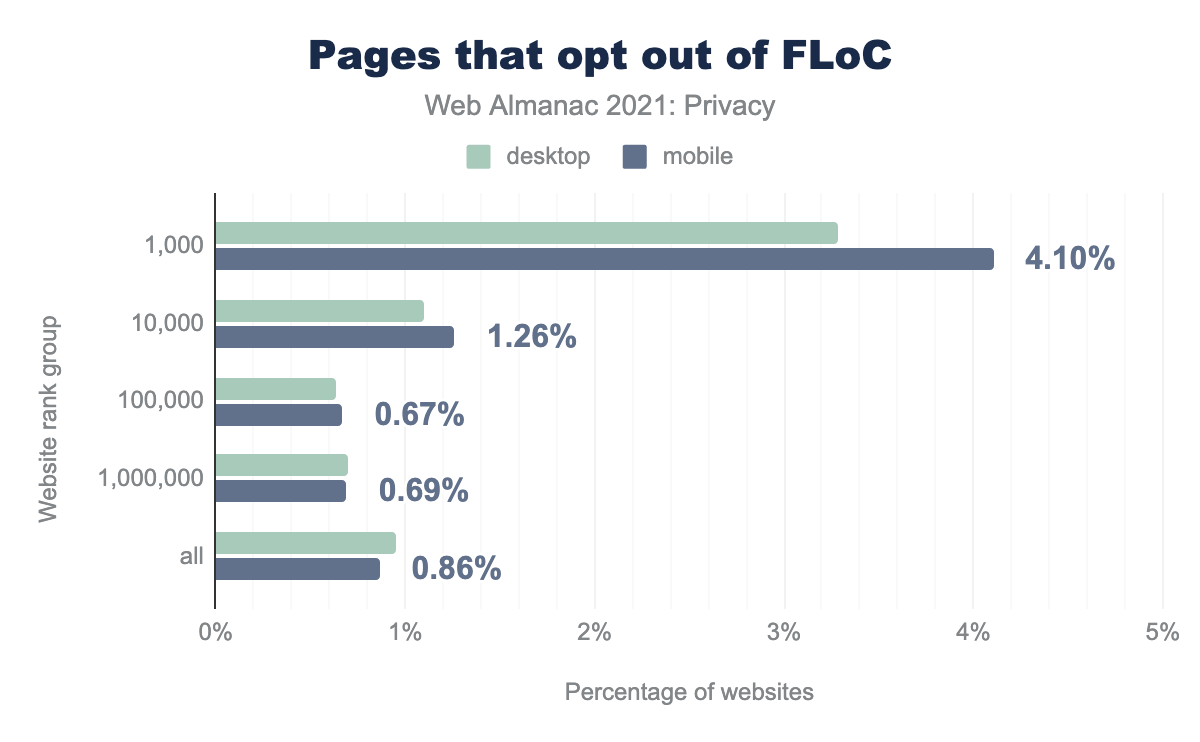 Pages that opt out of FLoC
Web Almanac 2021: Privacy
desktop mobile
Website rank group
1,000 4.10%
10,000 1.26%
100,000 0.67%
1,000,000 0.69%
all 0.86%
0% 1% 2% 3% 4% 5%
Percentage of websites